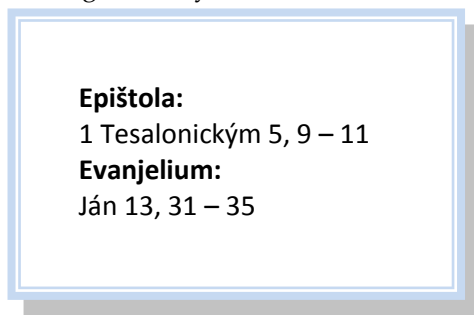 Epištola:
1 Tesalonickým 5, 9 – 11
Evanjelium:
Ján 13, 31 – 35